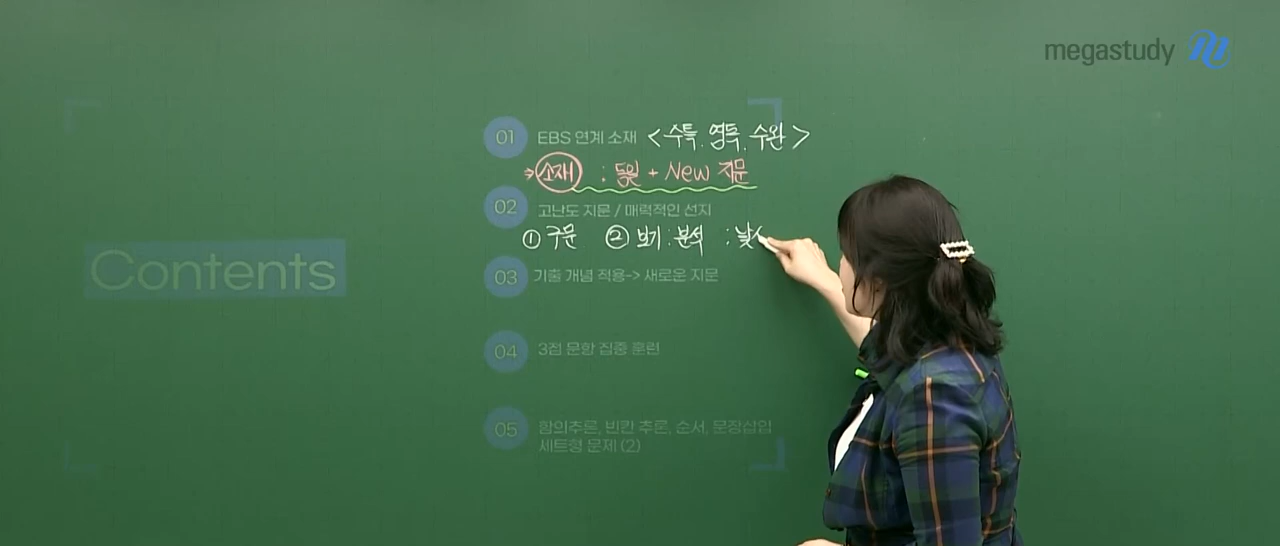 megastudy
Contents
01 EBS 연계 소재 <수특. 영독. 수완>
⇒ 소재 : 동일 + New 지문
02 고난도 지문 / 매력적인 선지
① 구문 ② 보기 : 분석 :
03 기출 개념 적용-> 새로운 지문
04 3점 문항 집중 훈련
05 함의추론, 빈칸 추론, 순서, 문장삽입
세트형 문제 (2)